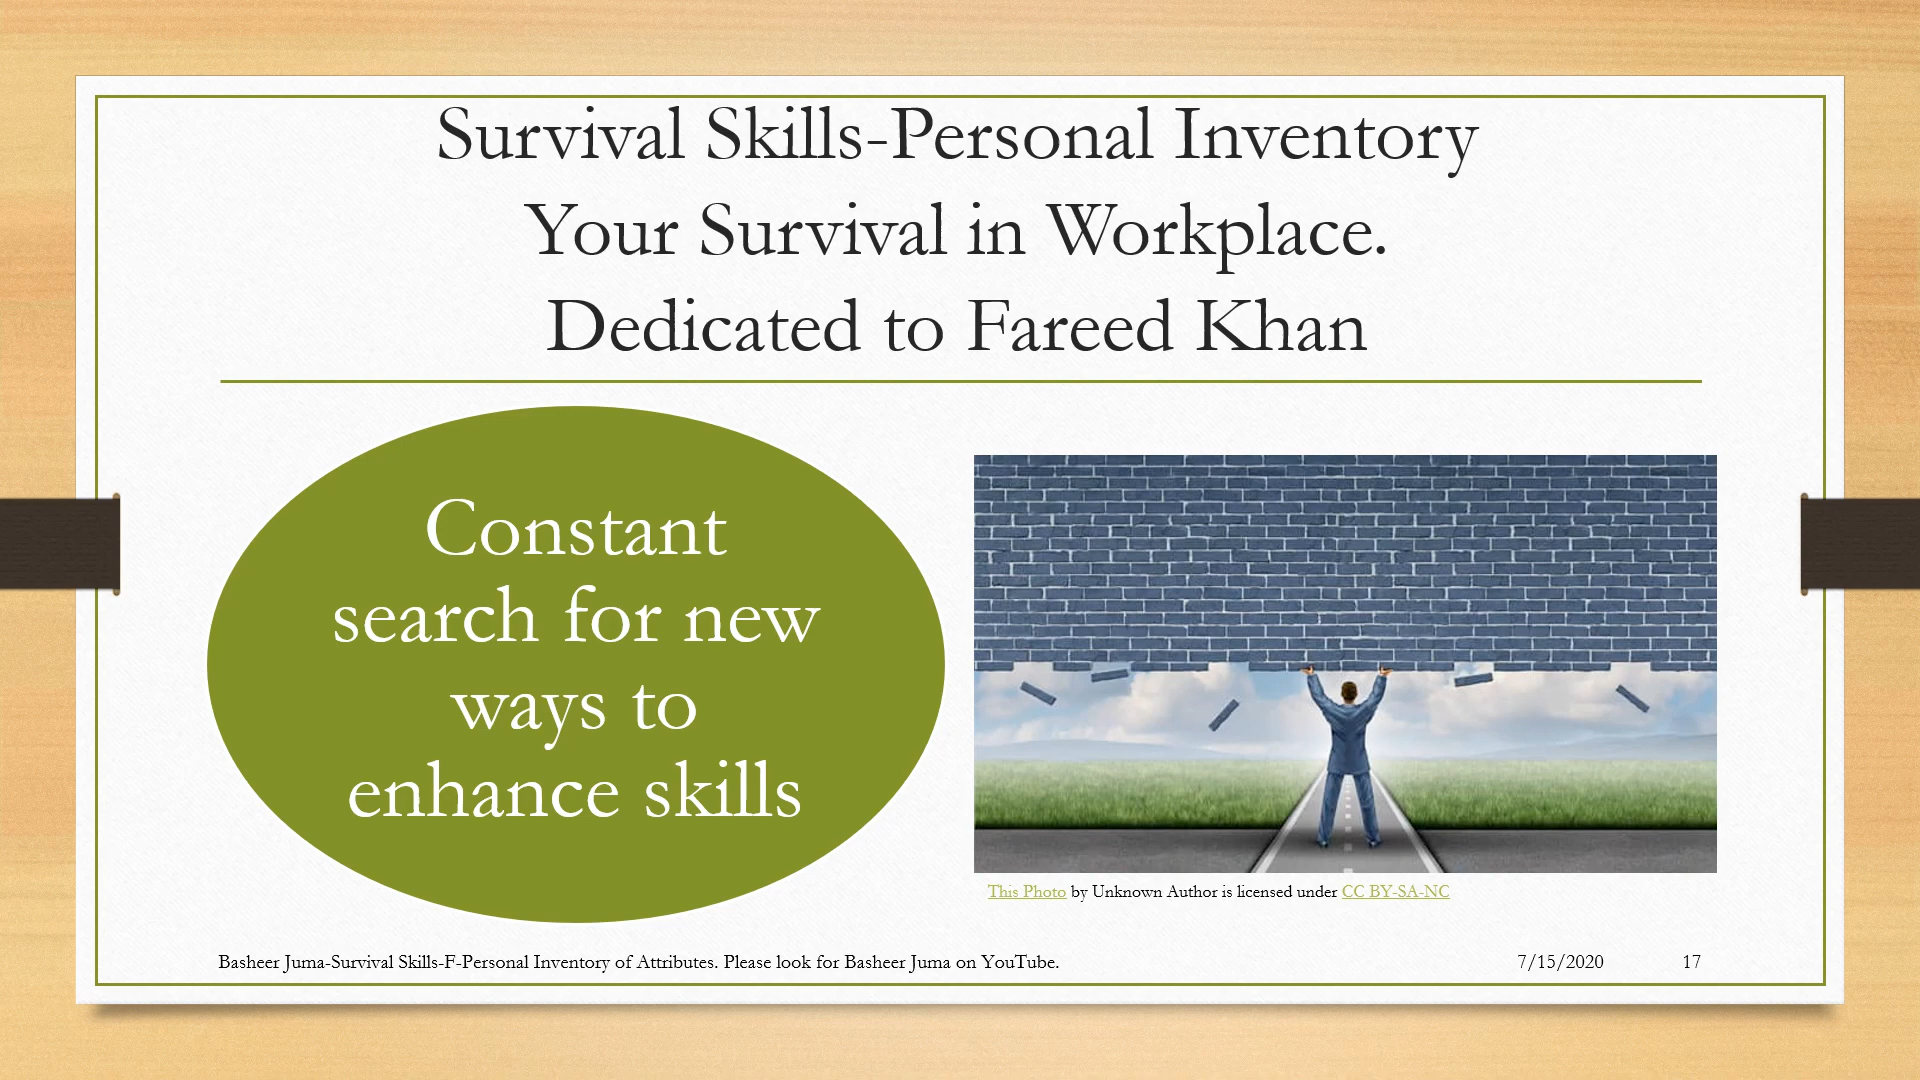 Survival Skills-Personal Inventory
Your Survival in Workplace.
Dedicated to Fareed Khan
Constant
search for new
ways to
enhance skills
This Photo by Unknown Author is licensed under CC BY-SA-NC
Basheer Juma-Survival Skills-F-Personal Inventory of Attributes. Please look for Basheer Juma on YouTube.
7/15/2020
17